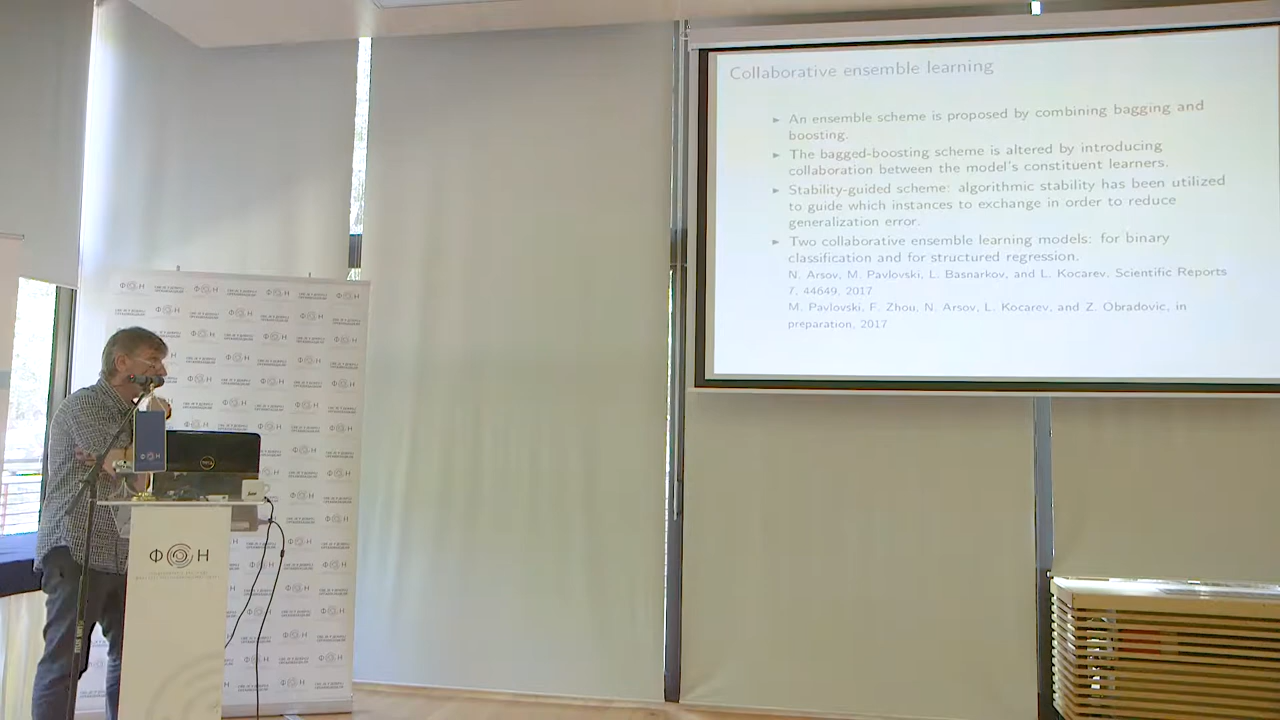 Collaborative ensemble learning
► An ensemble scheme is proposed by combining bagging and
boosting.
► The bagged-boosting scheme is altered by introducing
collaboration between the model's constituent learners.
► Stability-guided scheme: algorithmic stability has been utilized
to guide which instances to exchange in order to reduce
generalization error.
► Two collaborative ensemble learning models: for binary
classification and for structured regression.
N. Arsov, M. Pavlovski, L. Basnarkov, and L. Kocarev. Scientific Reports
7, 44649, 2017
M. Pavlovski, F. Zhou, N. Arsov, L. Kocarev, and Z. Obradovic, in
preparation, 2017
ФОН